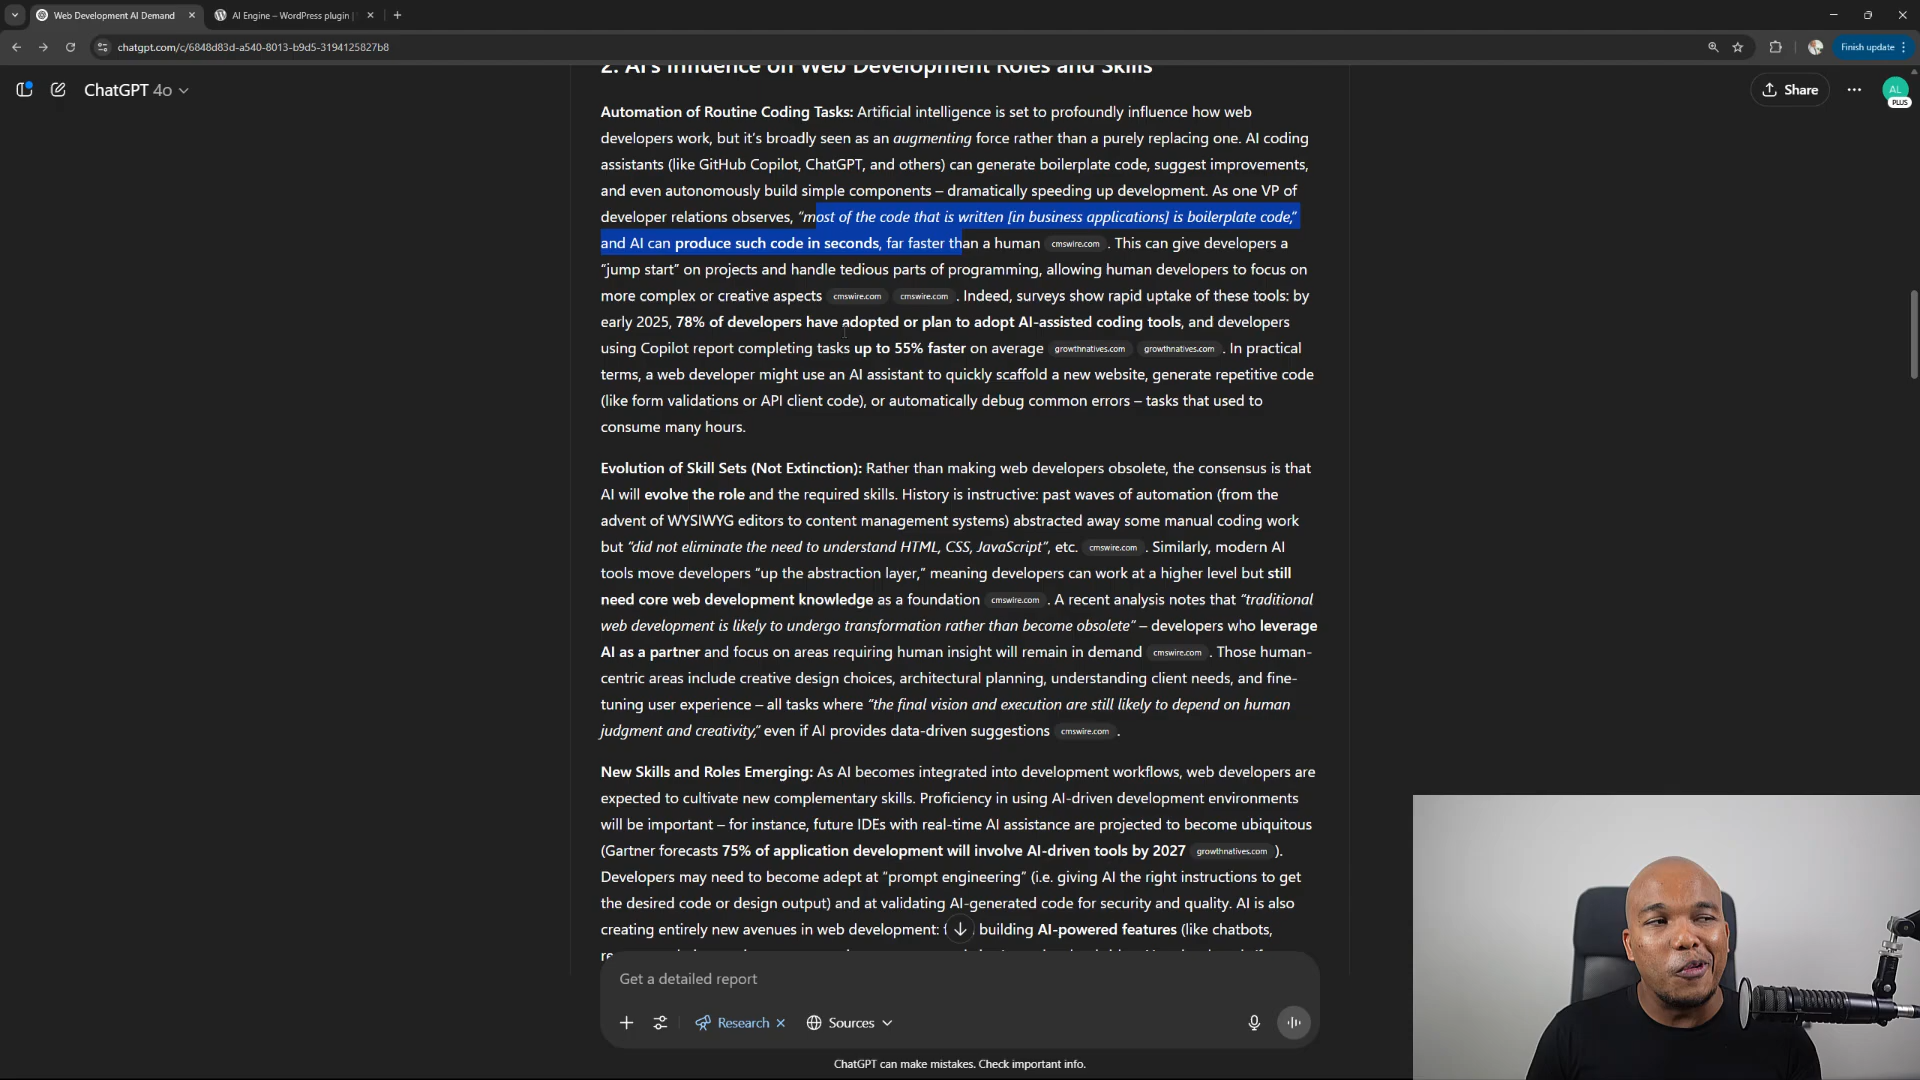 Web Development AI Demand
AI Engine – WordPress plugin |
chatgpt.com/c/6848d83d-a540-8013-b9d5-3194125827b8
Finish update
ChatGPT 4o
Share
AL
PLUS
2. AI's Influence on Web Development Roles and Skills
Automation of Routine Coding Tasks: Artificial intelligence is set to profoundly influence how web
developers work, but it's broadly seen as an augmenting force rather than a purely replacing one. AI coding
assistants (like GitHub Copilot, ChatGPT, and others) can generate boilerplate code, suggest improvements,
and even autonomously build simple components – dramatically speeding up development. As one VP of
developer relations observes, “most of the code that is written [in business applications] is boilerplate code,”
and AI can produce such code in seconds, far faster than a human cmswire.com . This can give developers a
“jump start” on projects and handle tedious parts of programming, allowing human developers to focus on
more complex or creative aspects cmswire.com cmswire.com . Indeed, surveys show rapid uptake of these tools: by
early 2025, 78% of developers have adopted or plan to adopt AI-assisted coding tools, and developers
using Copilot report completing tasks up to 55% faster on average growthnatives.com growthnatives.com . In practical
terms, a web developer might use an AI assistant to quickly scaffold a new website, generate repetitive code
(like form validations or API client code), or automatically debug common errors – tasks that used to
consume many hours.
Evolution of Skill Sets (Not Extinction): Rather than making web developers obsolete, the consensus is that
AI will evolve the role and the required skills. History is instructive: past waves of automation (from the
advent of WYSIWYG editors to content management systems) abstracted away some manual coding work
but “did not eliminate the need to understand HTML, CSS, JavaScript”, etc. cmswire.com . Similarly, modern AI
tools move developers “up the abstraction layer,” meaning developers can work at a higher level but still
need core web development knowledge as a foundation cmswire.com . A recent analysis notes that “traditional
web development is likely to undergo transformation rather than become obsolete” – developers who leverage
AI as a partner and focus on areas requiring human insight will remain in demand cmswire.com . Those human-
centric areas include creative design choices, architectural planning, understanding client needs, and fine-
tuning user experience – all tasks where “the final vision and execution are still likely to depend on human
judgment and creativity,” even if AI provides data-driven suggestions cmswire.com .
New Skills and Roles Emerging: As AI becomes integrated into development workflows, web developers are
expected to cultivate new complementary skills. Proficiency in using AI-driven development environments
will be important – for instance, future IDEs with real-time AI assistance are projected to become ubiquitous
(Gartner forecasts 75% of application development will involve AI-driven tools by 2027 growthnatives.com ).
Developers may need to become adept at “prompt engineering” (i.e. giving AI the right instructions to get
the desired code or design output) and at validating AI-generated code for security and quality. AI is also
creating entirely new avenues in web development: building AI-powered features (like chatbots,
Get a detailed report
Research
Sources
ChatGPT can make mistakes. Check important info.